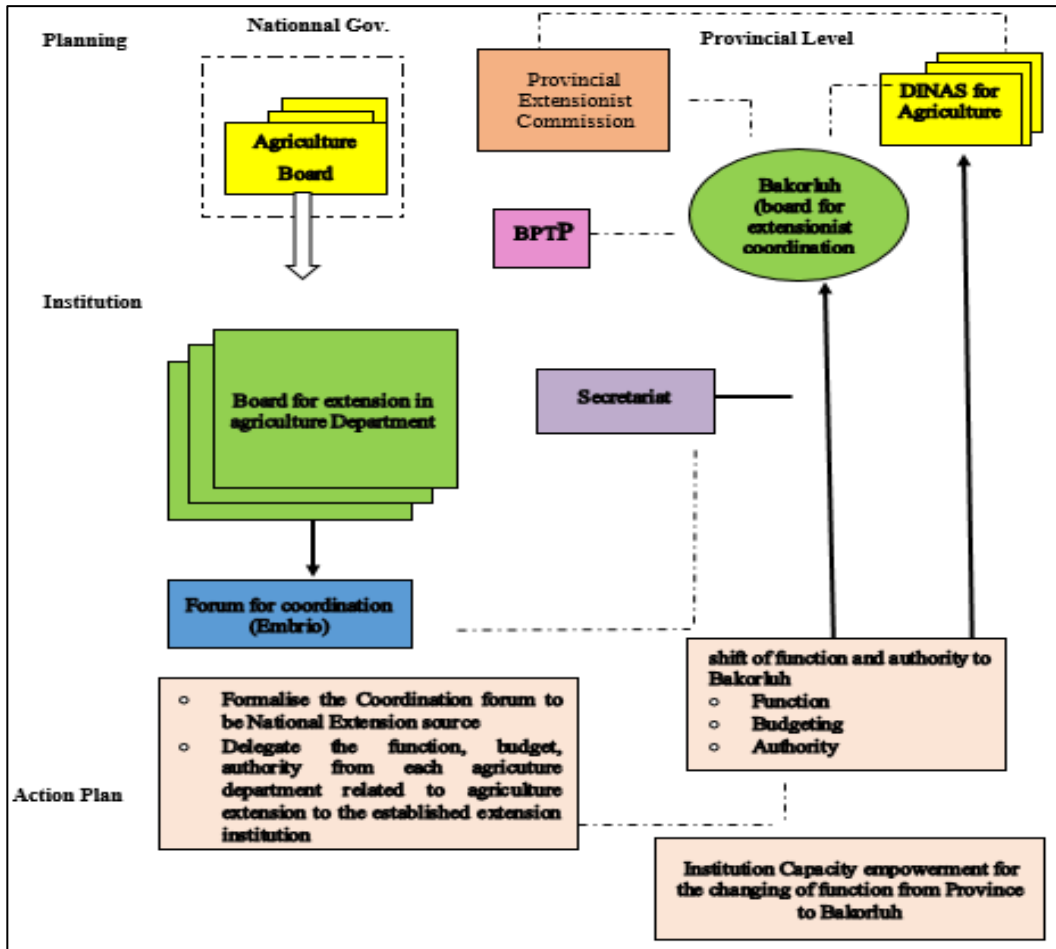 Nationnal Gov.
Planning
Provincial Level
Agriculture
Board
Provincial
Extensionist
Commission
DINAS for
Agriculture
Bakorluh
(board for
extensionist
coordination
BPTP
Institution
Board for extension in
agriculture Department
Secretariat
Forum for coordination
(Embrio)
shift of function and authority to
Bakorluh
o Function
o Budgeting
o Authority
Action Plan
o Formalise the Coordination forum to
be National Extension source
o Delegate the function, budget,
authority from each agricuture
department related to agriculture
extension to the established extension
institution
Institution Capacity empowerment for
the changing of function from Province
to Bakorluh